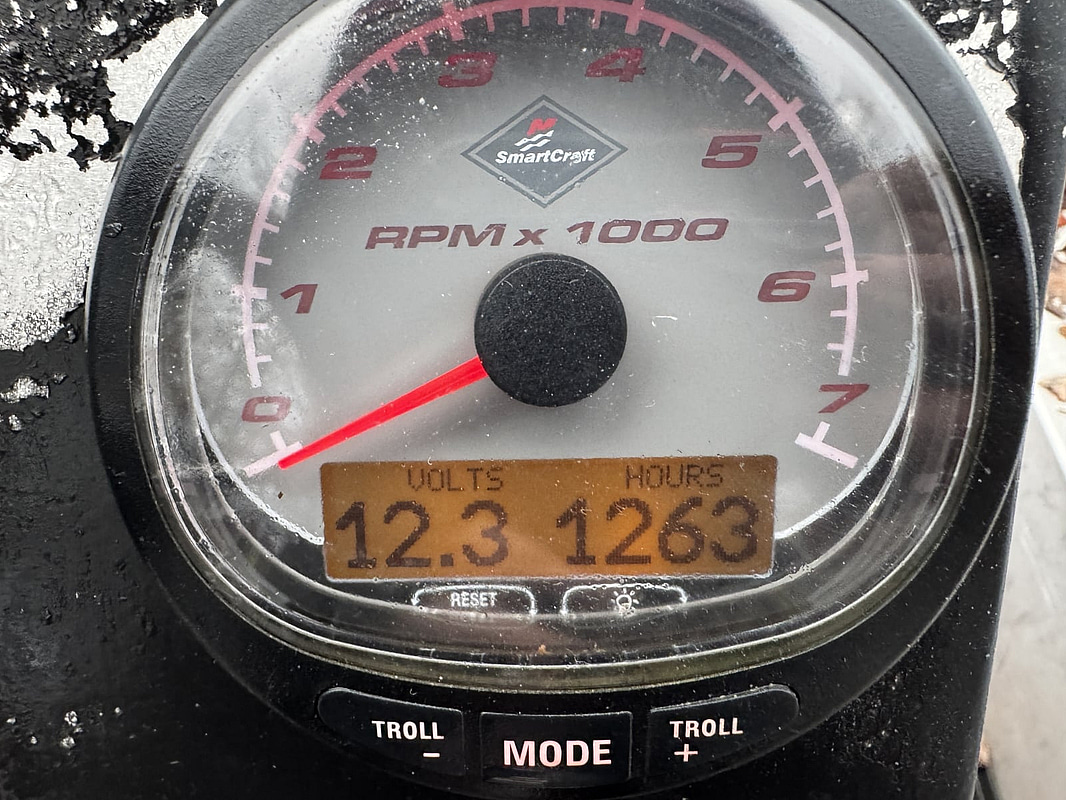 3 4
2 5
SmartCraft
RPM x 1000
1 6
0 7
VOLTS HOURS
12.3 1263
RESET
TROLL MODE TROLL
- +